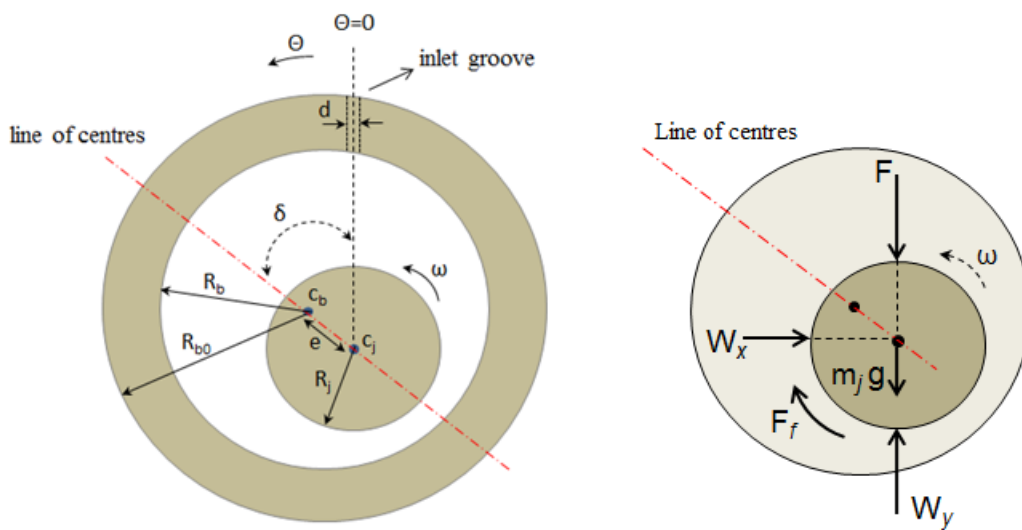 Θ=0
Θ
inlet groove
d
line of centres
δ
ω
R_b
c_b
R_b0
e
c_j
R_j
Line of centres
F
ω
W_x
m_j g
F_f
W_y